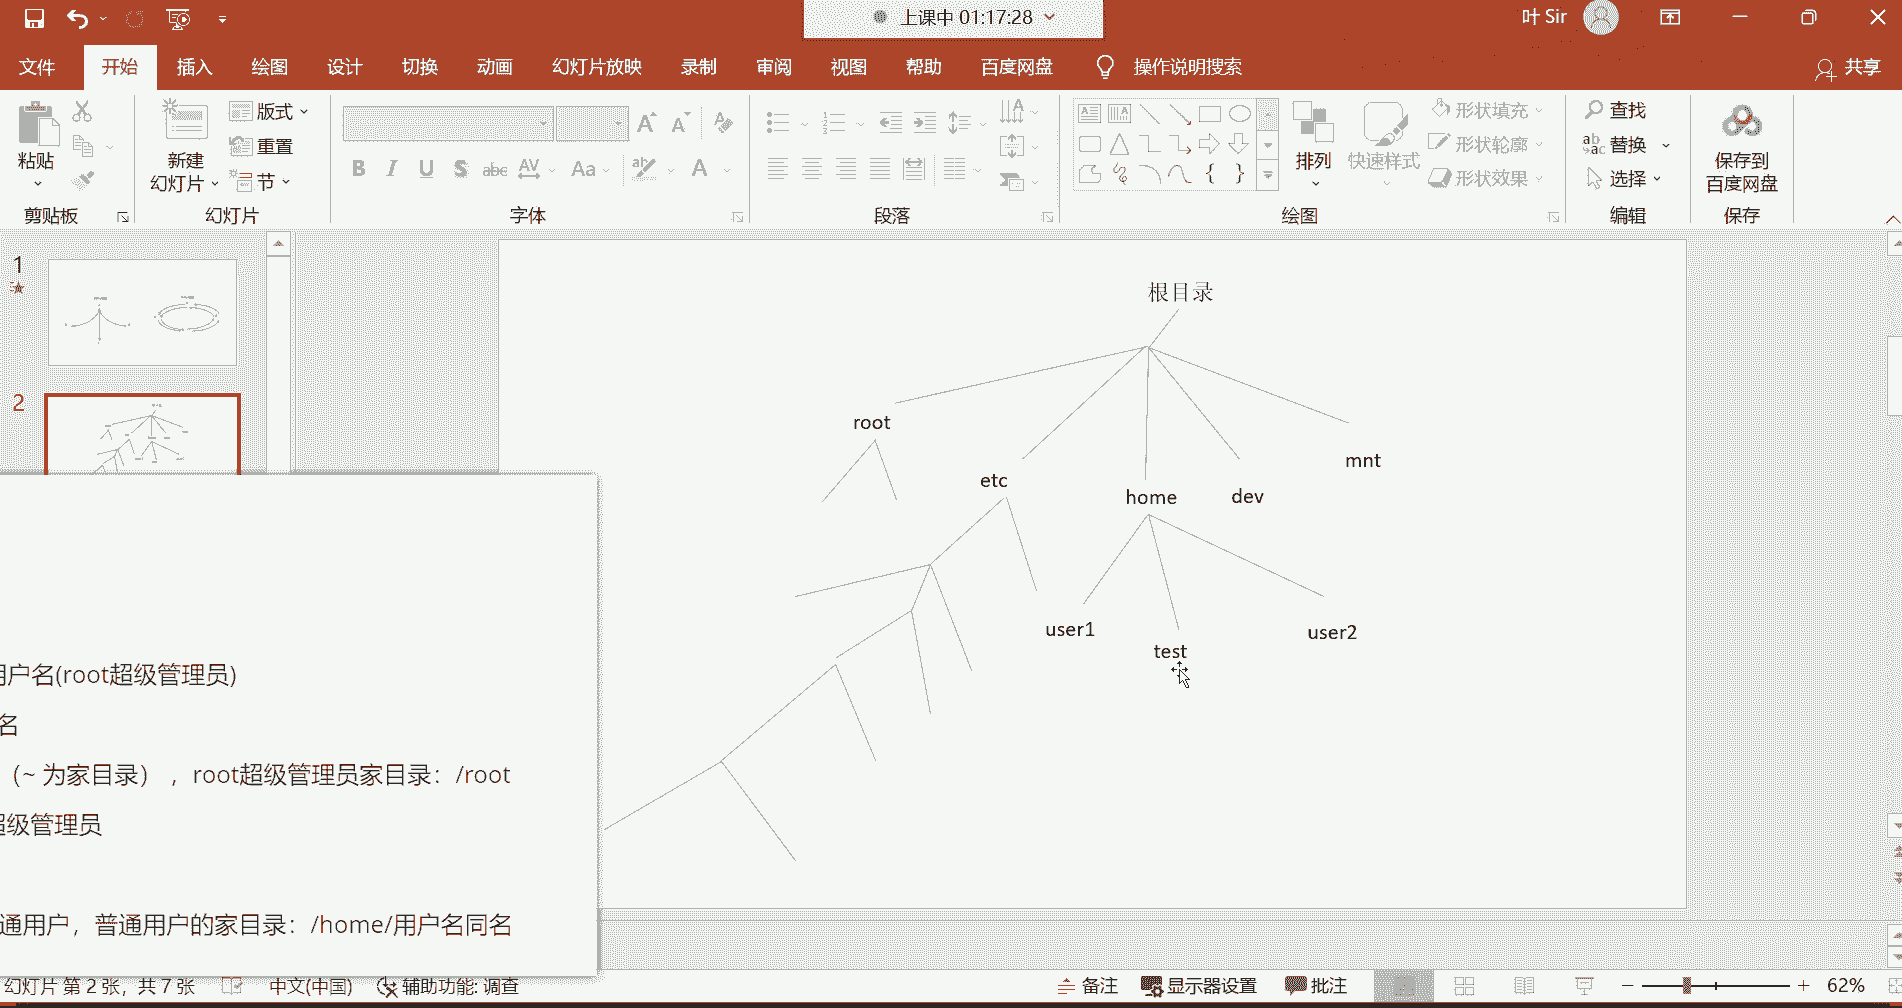 上课中 01:17:28
叶 Sir
文件 开始 插入 绘图 设计 切换 动画 幻灯片放映 录制 审阅 视图 帮助 百度网盘 操作说明搜索 共享
粘贴
剪贴板
新建
幻灯片
版式
重置
节
幻灯片
B I U S abc AV Aa A
字体
段落
排列
快速样式
形状填充
形状轮廓
形状效果
绘图
查找
替换
选择
编辑
保存到
百度网盘
保存
1
2
根目录
root
mnt
etc
home
dev
user1
test
user2
用户名(root超级管理员)
名
（~ 为家目录），root超级管理员家目录：/root
超级管理员
通用户，普通用户的家目录：/home/用户名同名
幻灯片 第 2 张，共 7 张 中文(中国) 辅助功能: 调查 备注 显示器设置 批注 62%